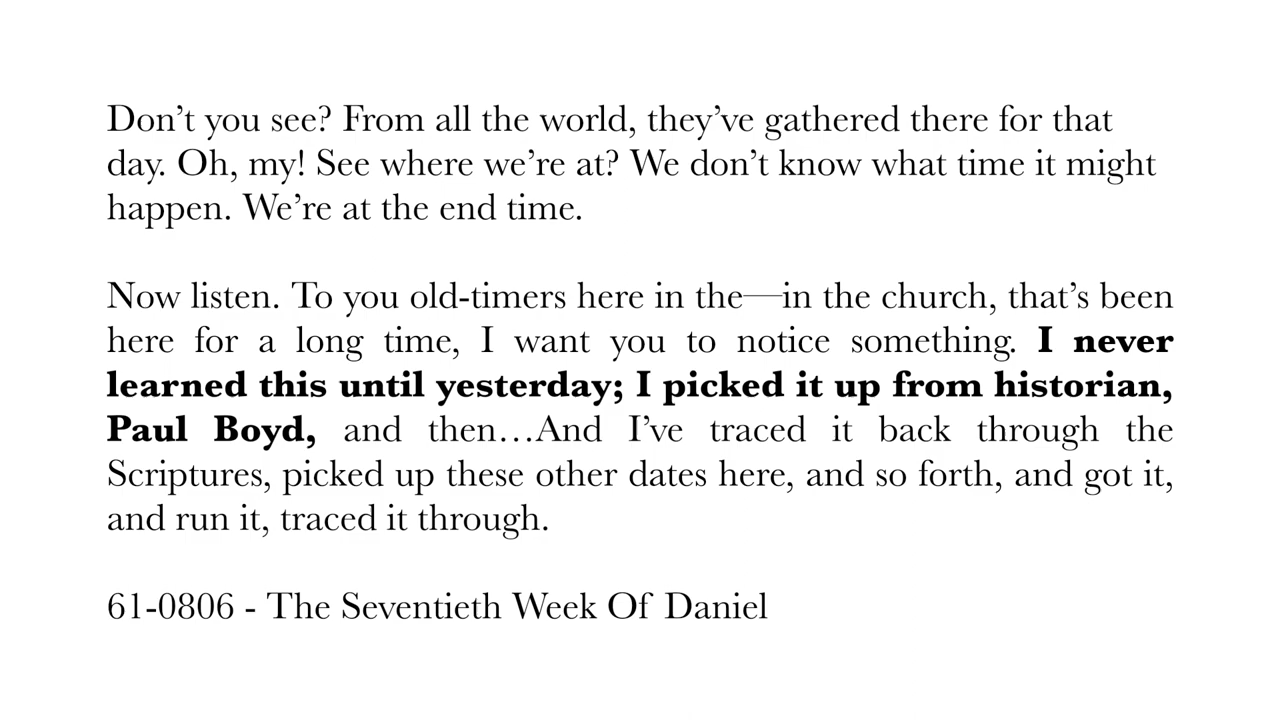 Don’t you see? From all the world, they’ve gathered there for that
day. Oh, my! See where we’re at? We don’t know what time it might
happen. We’re at the end time.
Now listen. To you old-timers here in the—in the church, that’s been
here for a long time, I want you to notice something. I never
learned this until yesterday; I picked it up from historian,
Paul Boyd, and then…And I’ve traced it back through the
Scriptures, picked up these other dates here, and so forth, and got it,
and run it, traced it through.
61-0806 - The Seventieth Week Of Daniel